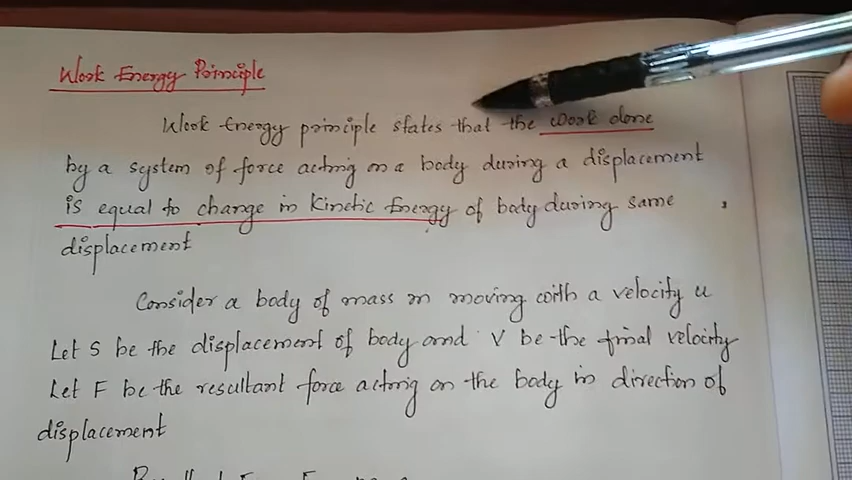 Work Energy Principle
Work Energy principle states that the work done
by a system of force acting on a body during a displacement
is equal to change in kinetic Energy of body during same
displacement
Consider a body of mass m moving with a velocity u
Let S be the displacement of body and V be the final velocity
Let F be the resultant force acting on the body in direction of
displacement